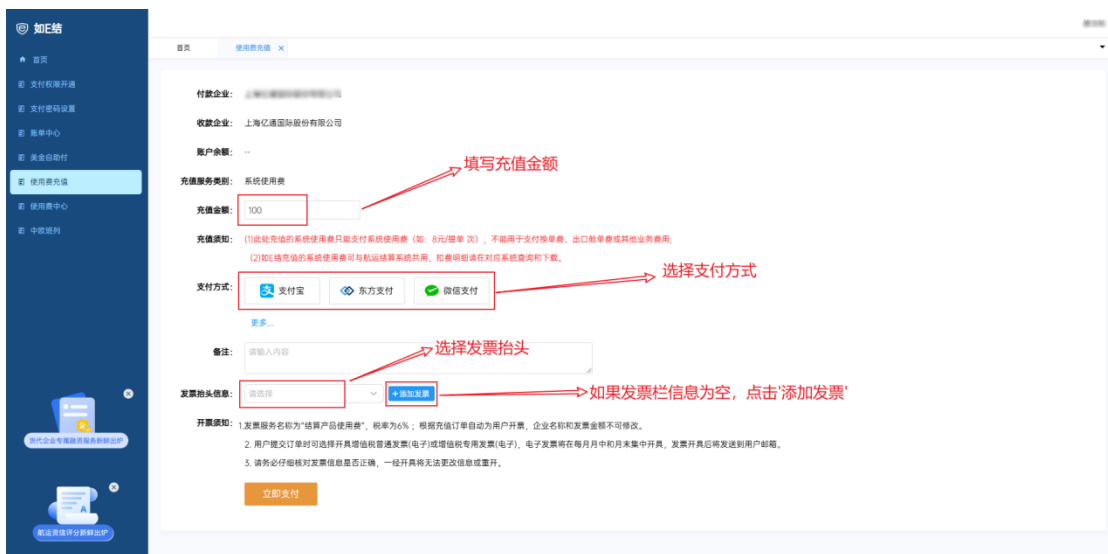 如E结
首页
支付权限开通
支付密码设置
账单中心
美金自助付
使用费充值
使用费中心
中欧班列
货代企业专属融资服务新鲜出炉
航运资信评分新鲜出炉
首页
使用费充值 ×
付款企业：
收款企业： 上海亿通国际股份有限公司
账户余额： --
填写充值金额
充值服务类别： 系统使用费
充值金额： 100
充值须知： (1)此处充值的系统使用费只能支付系统使用费（如：8元/提单 次），不能用于支付换单费、出口舱单费或其他业务费用;
(2)如E结充值的系统使用费可与航运结算系统共用，扣费明细请在对应系统查询和下载。
选择支付方式
支付方式： 支付宝 东方支付 微信支付
更多...
选择发票抬头
备注： 请输入内容
发票抬头信息： 请选择 +添加发票
如果发票栏信息为空，点击'添加发票'
开票须知： 1.发票服务名称为“结算产品使用费”，税率为6%；根据充值订单自动为用户开票，企业名称和发票金额不可修改。
2. 用户提交订单时可选择开具增值税普通发票(电子)或增值税专用发票(电子)，电子发票将在每月月中和月末集中开具，发票开具后将发送到用户邮箱。
3. 请务必仔细核对发票信息是否正确，一经开具将无法更改信息或重开。
立即支付